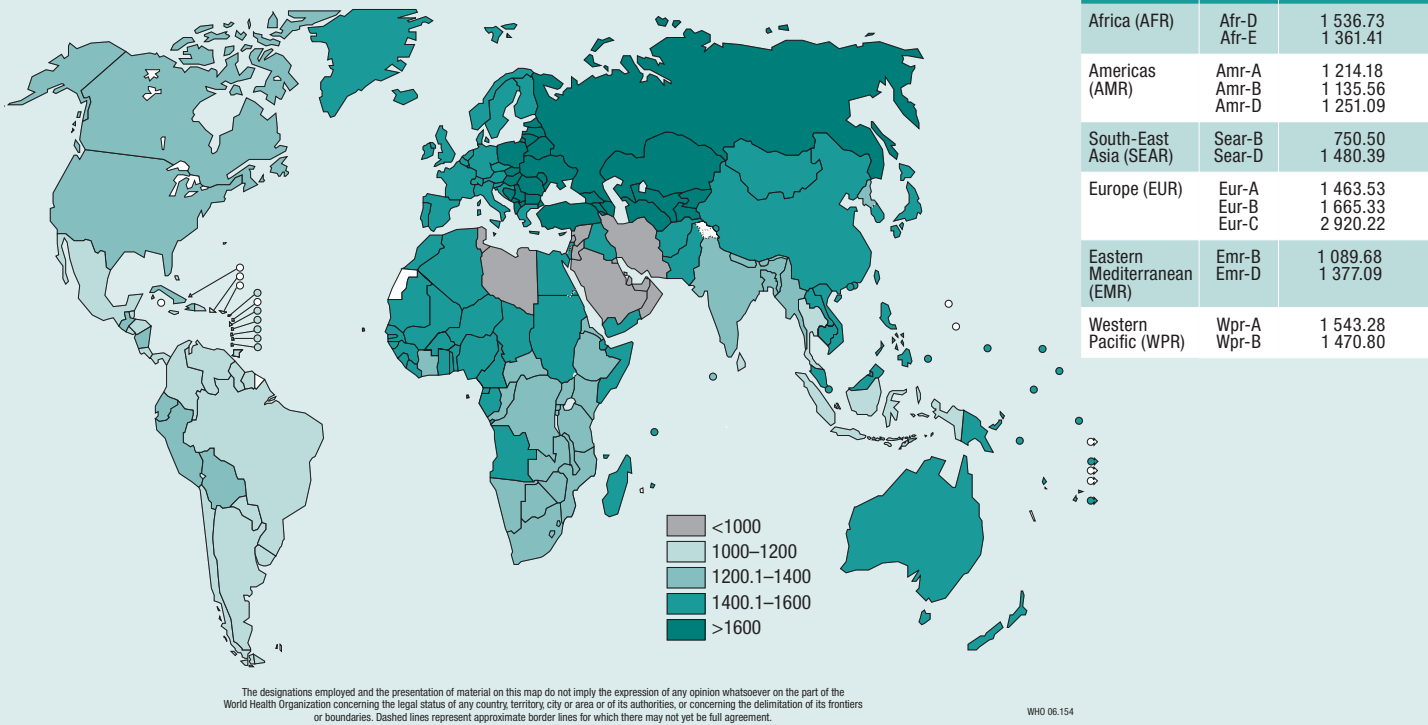 Africa (AFR) Afr-D 1 536.73
Afr-E 1 361.41
Americas Amr-A 1 214.18
(AMR) Amr-B 1 135.56
Amr-D 1 251.09
South-East Sear-B 750.50
Asia (SEAR) Sear-D 1 480.39
Europe (EUR) Eur-A 1 463.53
Eur-B 1 665.33
Eur-C 2 920.22
Eastern Emr-B 1 089.68
Mediterranean Emr-D 1 377.09
(EMR)
Western Wpr-A 1 543.28
Pacific (WPR) Wpr-B 1 470.80
<1000
1000–1200
1200.1–1400
1400.1–1600
>1600
The designations employed and the presentation of material on this map do not imply the expression of any opinion whatsoever on the part of the
World Health Organization concerning the legal status of any country, territory, city or area or of its authorities, or concerning the delimitation of its frontiers
or boundaries. Dashed lines represent approximate border lines for which there may not yet be full agreement.
WHO 06.154